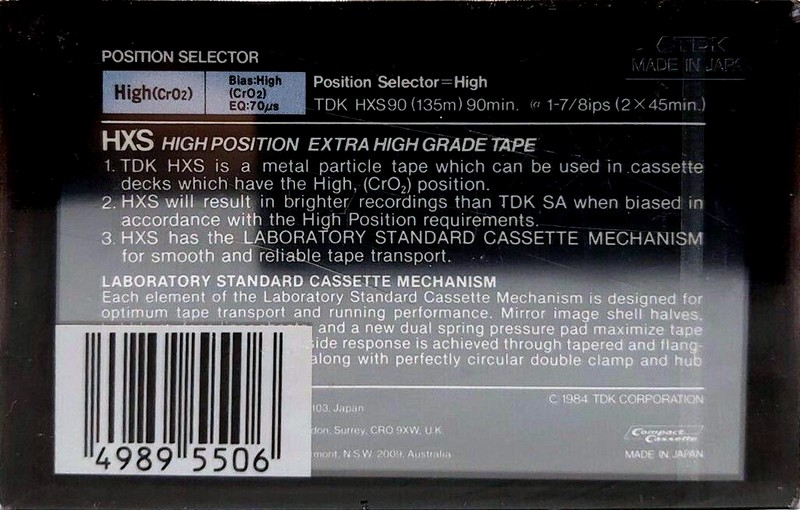 TDK
MADE IN JAPAN
POSITION SELECTOR
High(CrO₂)
Bias:High
(CrO₂)
EQ:70μs
Position Selector=High
TDK HXS90 (135m) 90min. @ 1-7/8ips (2×45min.)
HXS HIGH POSITION EXTRA HIGH GRADE TAPE
1. TDK HXS is a metal particle tape which can be used in cassette
decks which have the High, (CrO₂) position.
2. HXS will result in brighter recordings than TDK SA when biased in
accordance with the High Position requirements.
3. HXS has the LABORATORY STANDARD CASSETTE MECHANISM
for smooth and reliable tape transport.
LABORATORY STANDARD CASSETTE MECHANISM
Each element of the Laboratory Standard Cassette Mechanism is designed for
optimum tape transport and running performance. Mirror image shell halves,
and a new dual spring pressure pad maximize tape
side response is achieved through tapered and flang-
along with perfectly circular double clamp and hub
© 1984 TDK CORPORATION
103, Japan
don, Surrey, CRO 9XW, U.K.
mont, N.S.W. 2009, Australia
Compact
Cassette
MADE IN JAPAN
4989 5506